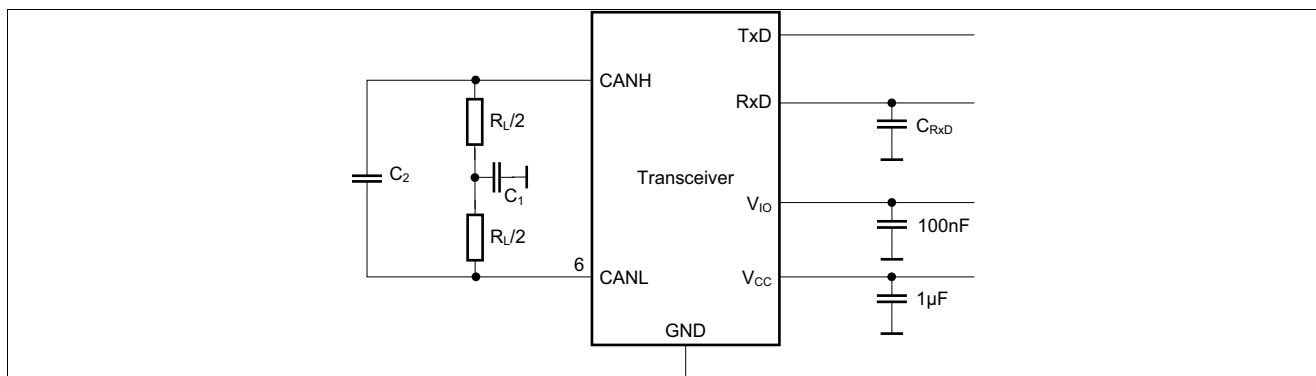 TxD
CANH
RxD
R_L/2
C_RxD
C_2
Transceiver
C_1
V_IO
100nF
R_L/2
6
CANL
V_CC
1µF
GND